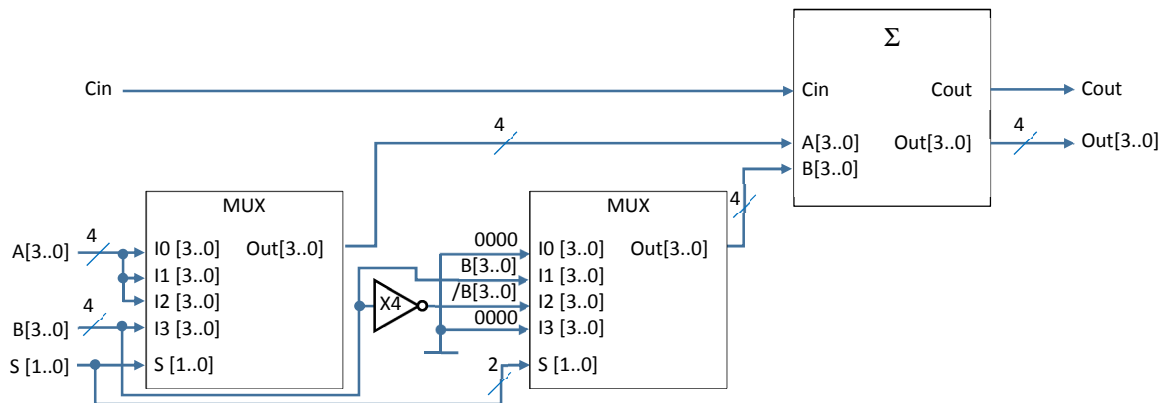 Σ
Cin
Cin
Cout
Cout
4
A[3..0]
Out[3..0]
4
Out[3..0]
B[3..0]
MUX
MUX
4
A[3..0]
4
I0 [3..0]
Out[3..0]
0000
I0 [3..0]
Out[3..0]
I1 [3..0]
B[3..0]
I1 [3..0]
I2 [3..0]
X4
/B[3..0]
I2 [3..0]
B[3..0]
4
I3 [3..0]
0000
I3 [3..0]
S [1..0]
S [1..0]
2
S [1..0]